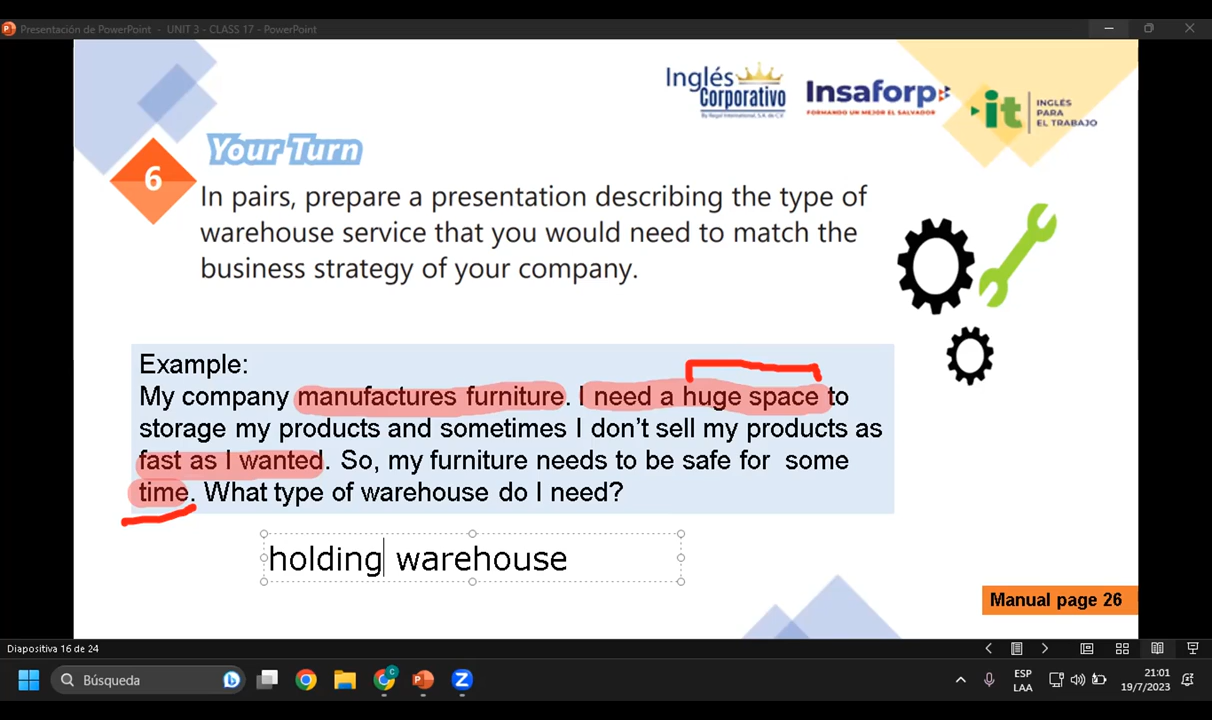 Presentación de PowerPoint - UNIT 3 - CLASS 17 - PowerPoint
Inglés
Corporativo
By Regal International, S.A. de C.V.
Insaforp
FORMANDO UN MEJOR EL SALVADOR
it
INGLÉS
PARA
EL TRABAJO
Your Turn
6
In pairs, prepare a presentation describing the type of
warehouse service that you would need to match the
business strategy of your company.
Example:
My company manufactures furniture. I need a huge space to
storage my products and sometimes I don't sell my products as
fast as I wanted. So, my furniture needs to be safe for some
time. What type of warehouse do I need?
holding warehouse
Manual page 26
Diapositiva 16 de 24
Búsqueda
ESP
LAA
21:01
19/7/2023